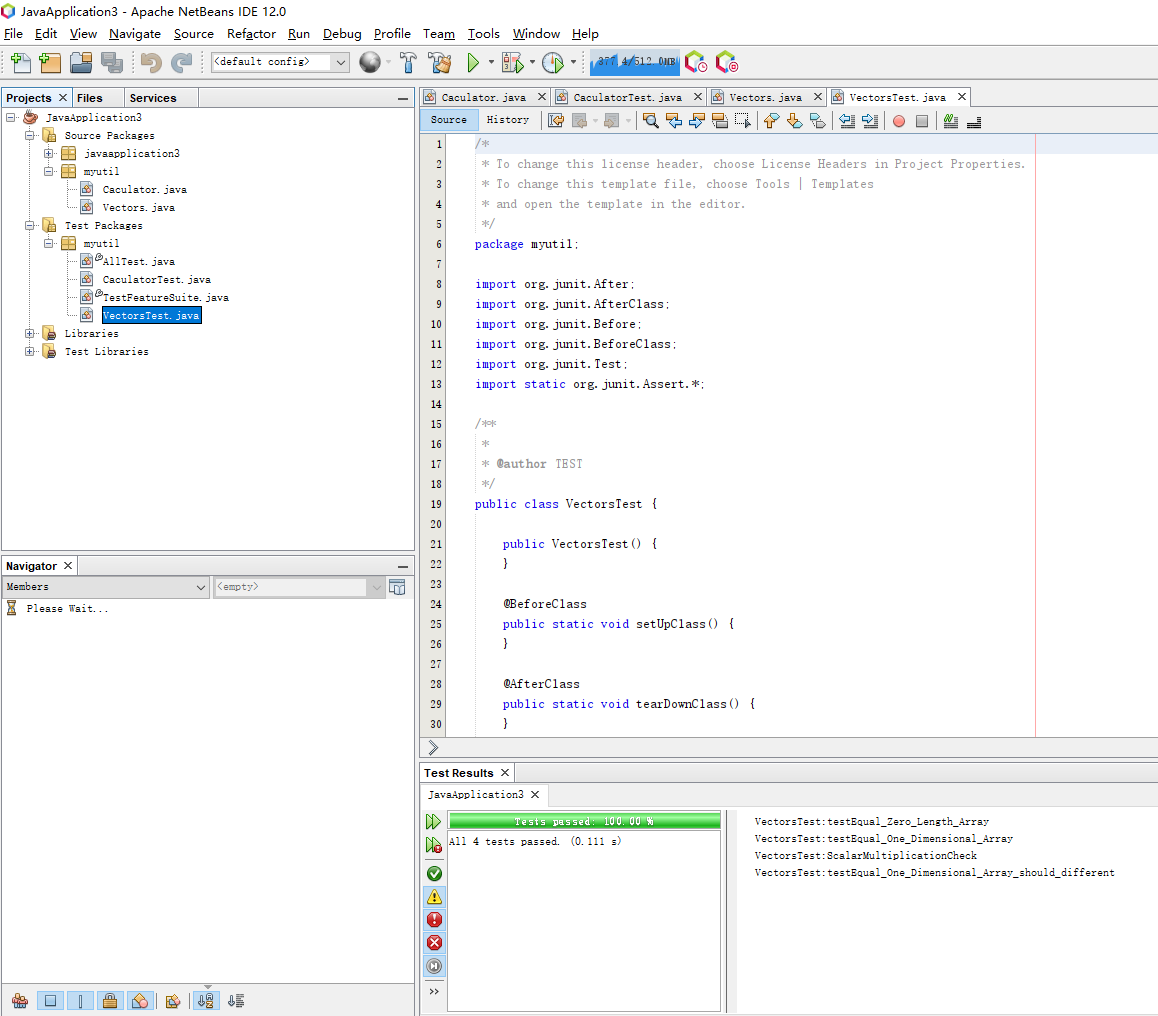 JavaApplication3 - Apache NetBeans IDE 12.0
File Edit View Navigate Source Refactor Run Debug Profile Team Tools Window Help
<default config> 377.4/512.0MB
Projects Files Services
JavaApplication3
Source Packages
javaapplication3
myutil
Caculator.java
Vectors.java
Test Packages
myutil
AllTest.java
CaculatorTest.java
TestFeatureSuite.java
VectorsTest.java
Libraries
Test Libraries
Navigator
Members <empty>
Please Wait...
Caculator.java CaculatorTest.java Vectors.java VectorsTest.java
Source History
1 /*
2 * To change this license header, choose License Headers in Project Properties.
3 * To change this template file, choose Tools | Templates
4 * and open the template in the editor.
5 */
6 package myutil;
7
8 import org.junit.After;
9 import org.junit.AfterClass;
10 import org.junit.Before;
11 import org.junit.BeforeClass;
12 import org.junit.Test;
13 import static org.junit.Assert.*;
14
15 /**
16 *
17 * @author TEST
18 */
19 public class VectorsTest {
20
21 public VectorsTest() {
22 }
23
24 @BeforeClass
25 public static void setUpClass() {
26 }
27
28 @AfterClass
29 public static void tearDownClass() {
30 }
Test Results
JavaApplication3
Tests passed: 100.00 %
All 4 tests passed. (0.111 s)
VectorsTest:testEqual_Zero_Length_Array
VectorsTest:testEqual_One_Dimensional_Array
VectorsTest:ScalarMultiplicationCheck
VectorsTest:testEqual_One_Dimensional_Array_should_different